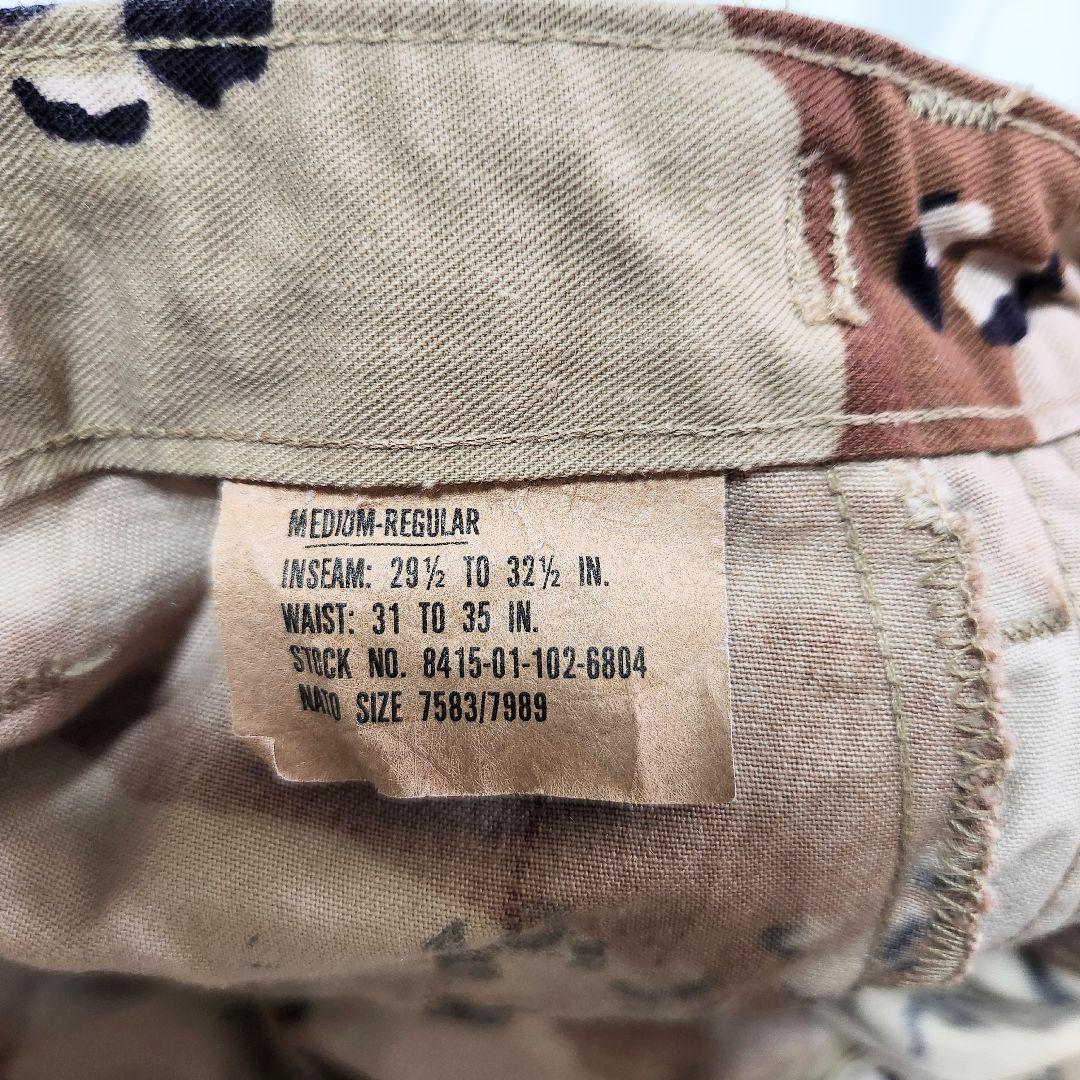 MEDIUM-REGULAR
INSEAM: 29½ TO 32½ IN.
WAIST: 31 TO 35 IN.
STOCK NO. 8415-01-102-6804
NATO SIZE 7583/7989